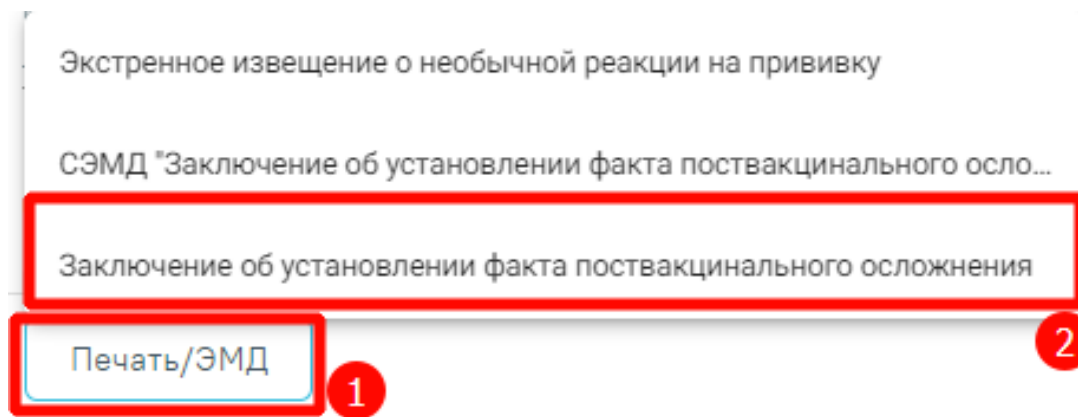 Экстренное извещение о необычной реакции на прививку
СЭМД "Заключение об установлении факта поствакцинального осло...
Заключение об установлении факта поствакцинального осложнения
2
Печать/ЭМД
1